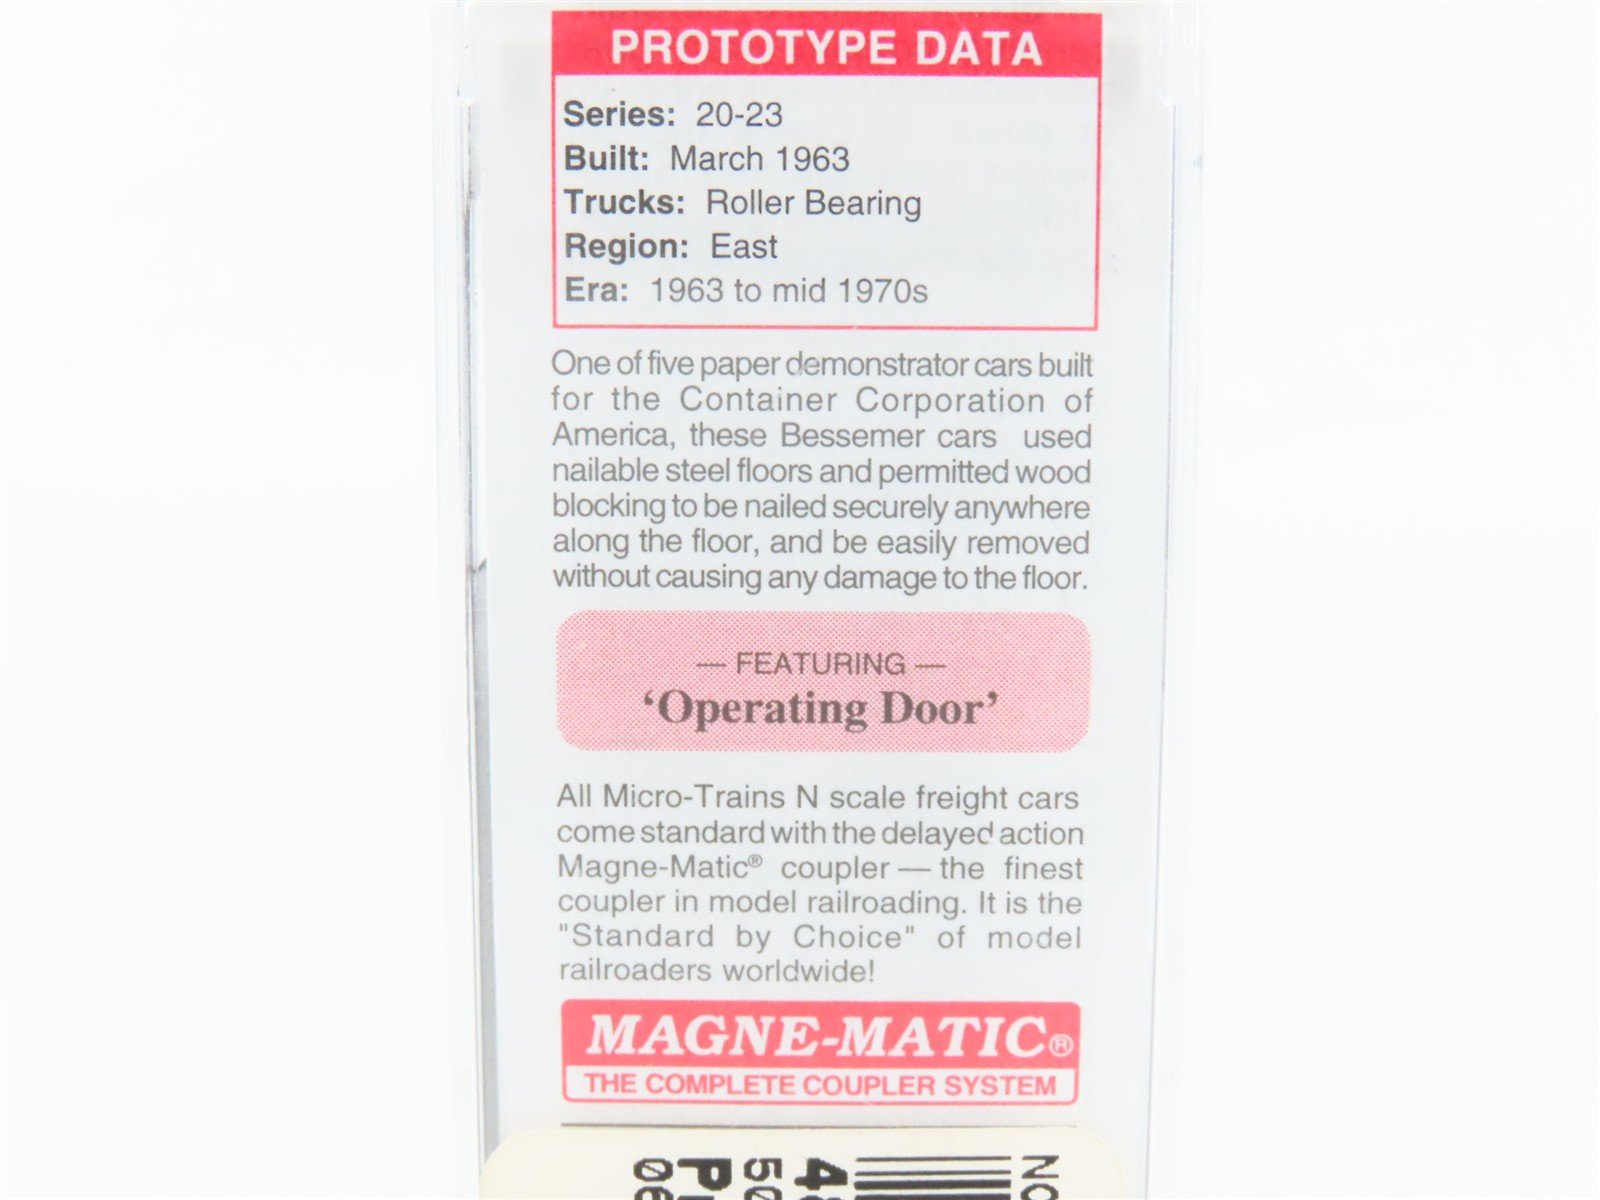 PROTOTYPE DATA
Series: 20-23
Built: March 1963
Trucks: Roller Bearing
Region: East
Era: 1963 to mid 1970s
One of five paper demonstrator cars built
for the Container Corporation of
America, these Bessemer cars used
nailable steel floors and permitted wood
blocking to be nailed securely anywhere
along the floor, and be easily removed
without causing any damage to the floor.
— FEATURING —
‘Operating Door’
All Micro-Trains N scale freight cars
come standard with the delayed action
Magne-Matic® coupler — the finest
coupler in model railroading. It is the
"Standard by Choice" of model
railroaders worldwide!
MAGNE-MATIC®
THE COMPLETE COUPLER SYSTEM